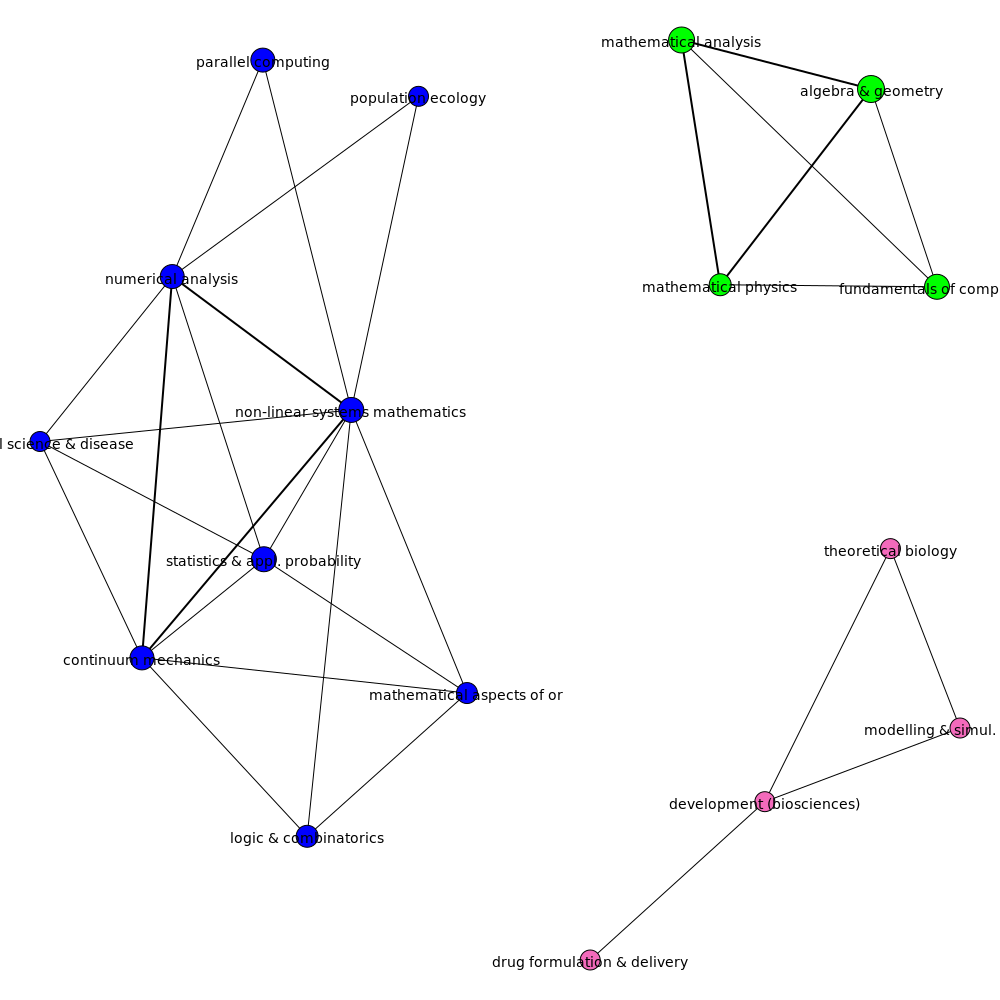 mathematical analysis
parallel computing
algebra & geometry
population ecology
numerical analysis
mathematical physics
fundamentals of comp
non-linear systems mathematics
l science & disease
theoretical biology
statistics & appl. probability
continuum mechanics
mathematical aspects of or
modelling & simul.
development (biosciences)
logic & combinatorics
drug formulation & delivery